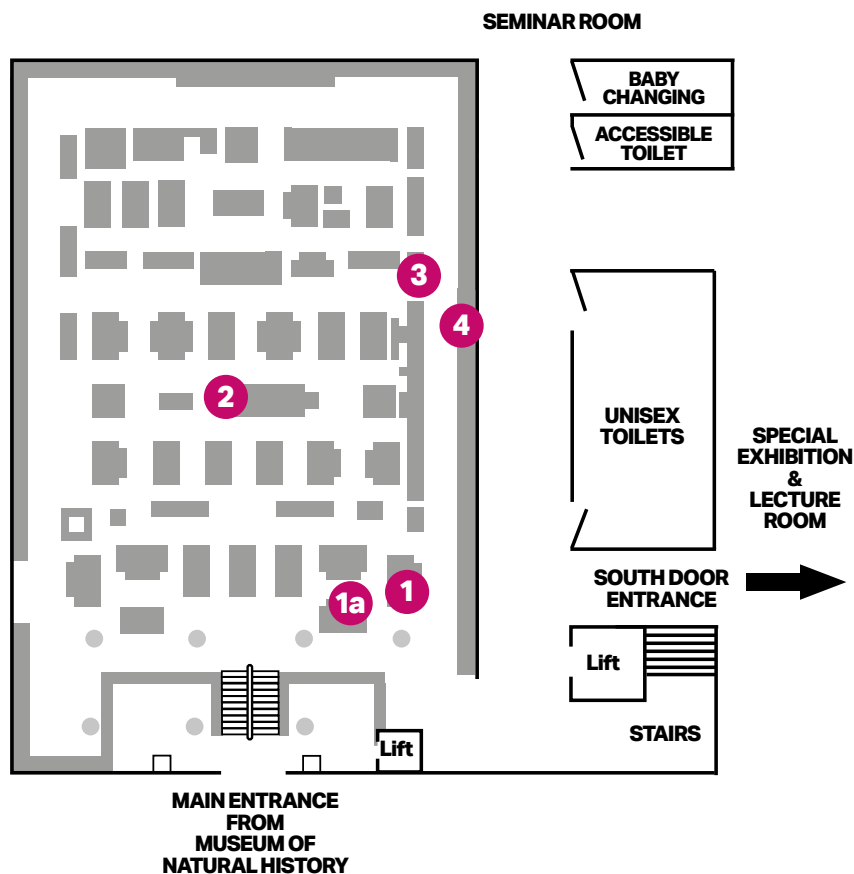 SEMINAR ROOM
BABY
CHANGING
ACCESSIBLE
TOILET
3
4
2
UNISEX
TOILETS
SPECIAL
EXHIBITION
&
LECTURE
ROOM
1
1a
SOUTH DOOR
ENTRANCE
Lift
STAIRS
Lift
MAIN ENTRANCE
FROM
MUSEUM OF
NATURAL HISTORY